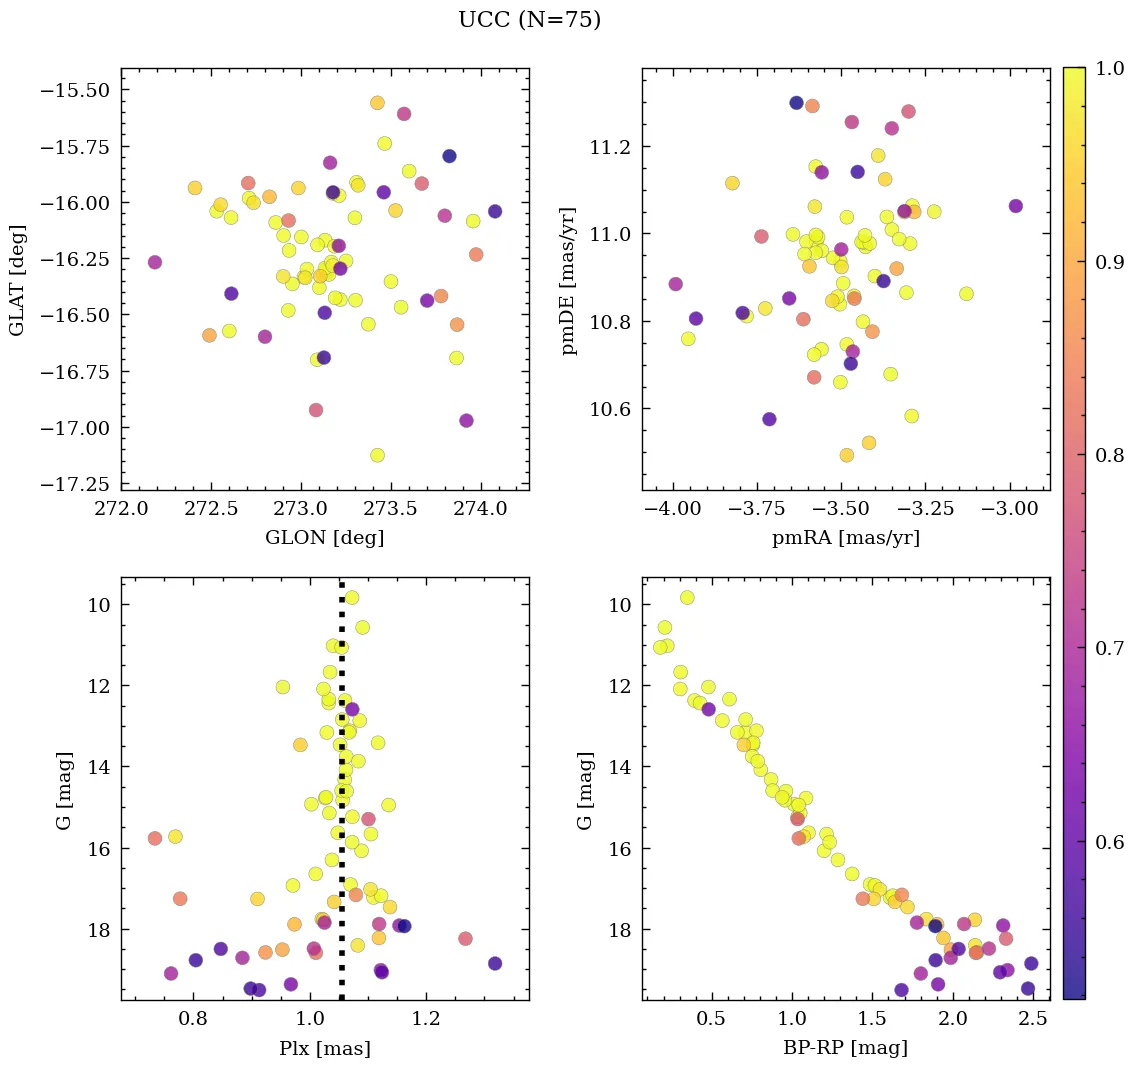 UCC (N=75)
−15.50
−15.75
−16.00
−16.25
−16.50
−16.75
−17.00
−17.25
GLAT [deg]
272.0 272.5 273.0 273.5 274.0
GLON [deg]
11.2
11.0
10.8
10.6
pmDE [mas/yr]
−4.00 −3.75 −3.50 −3.25 −3.00
pmRA [mas/yr]
1.0
0.9
0.8
0.7
0.6
10
12
14
16
18
G [mag]
0.8 1.0 1.2
Plx [mas]
10
12
14
16
18
G [mag]
0.5 1.0 1.5 2.0 2.5
BP-RP [mag]